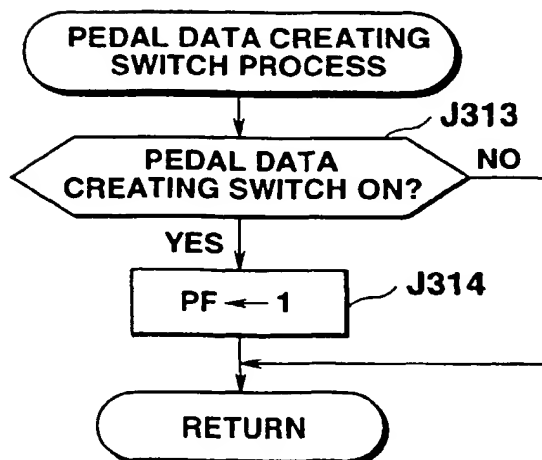 PEDAL DATA CREATING
SWITCH PROCESS
J313
PEDAL DATA
CREATING SWITCH ON?
NO
YES
PF ← 1
J314
RETURN